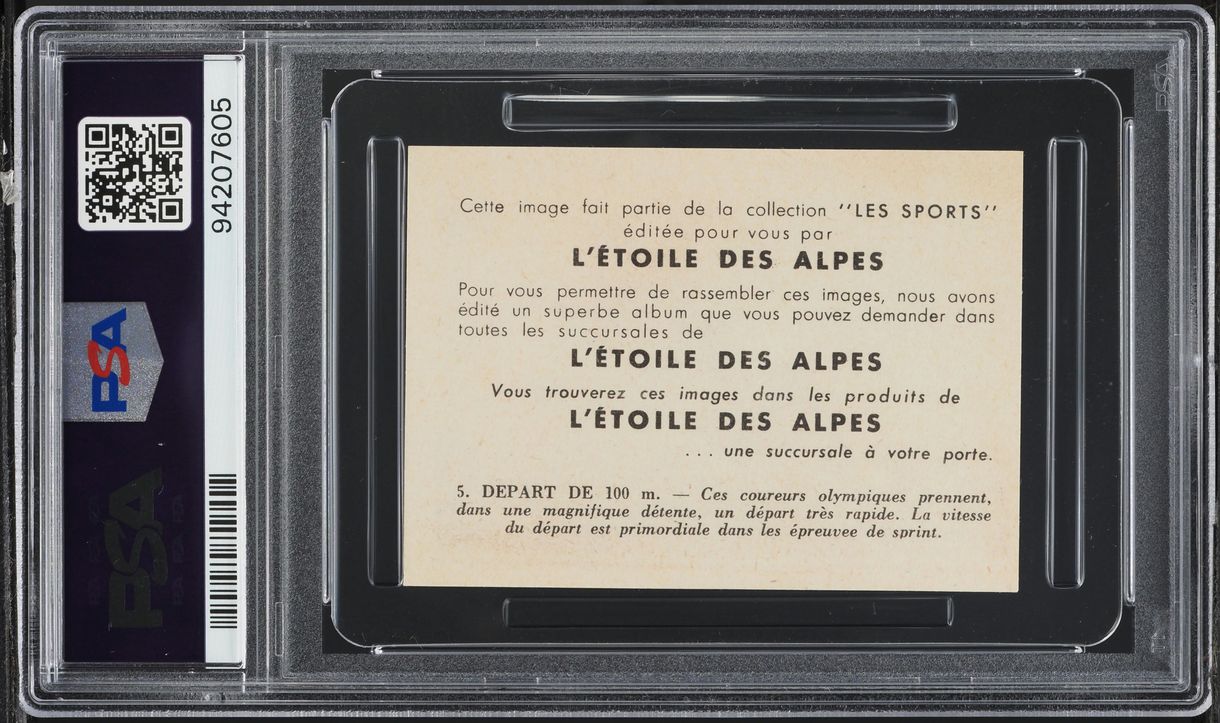 94207605
PSA
PSA
Cette image fait partie de la collection ''LES SPORTS''
éditée pour vous par
L'ÉTOILE DES ALPES
Pour vous permettre de rassembler ces images, nous avons
édité un superbe album que vous pouvez demander dans
toutes les succursales de
L'ÉTOILE DES ALPES
Vous trouverez ces images dans les produits de
L'ÉTOILE DES ALPES
... une succursale à votre porte.
5. DEPART DE 100 m. — Ces coureurs olympiques prennent,
dans une magnifique détente, un départ très rapide. La vitesse
du départ est primordiale dans les épreuvee de sprint.
PSA